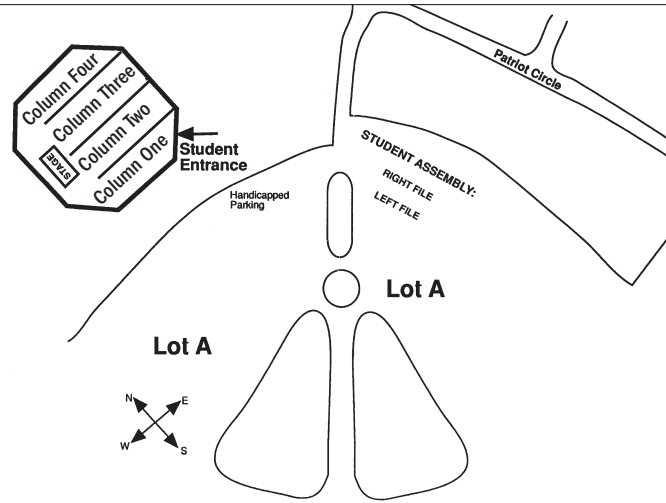 Column Four
Column Three
Column Two
Column One
STAGE
Student
Entrance
Patriot Circle
STUDENT ASSEMBLY:
RIGHT FILE
LEFT FILE
Handicapped
Parking
Lot A
Lot A
N
E
W
S